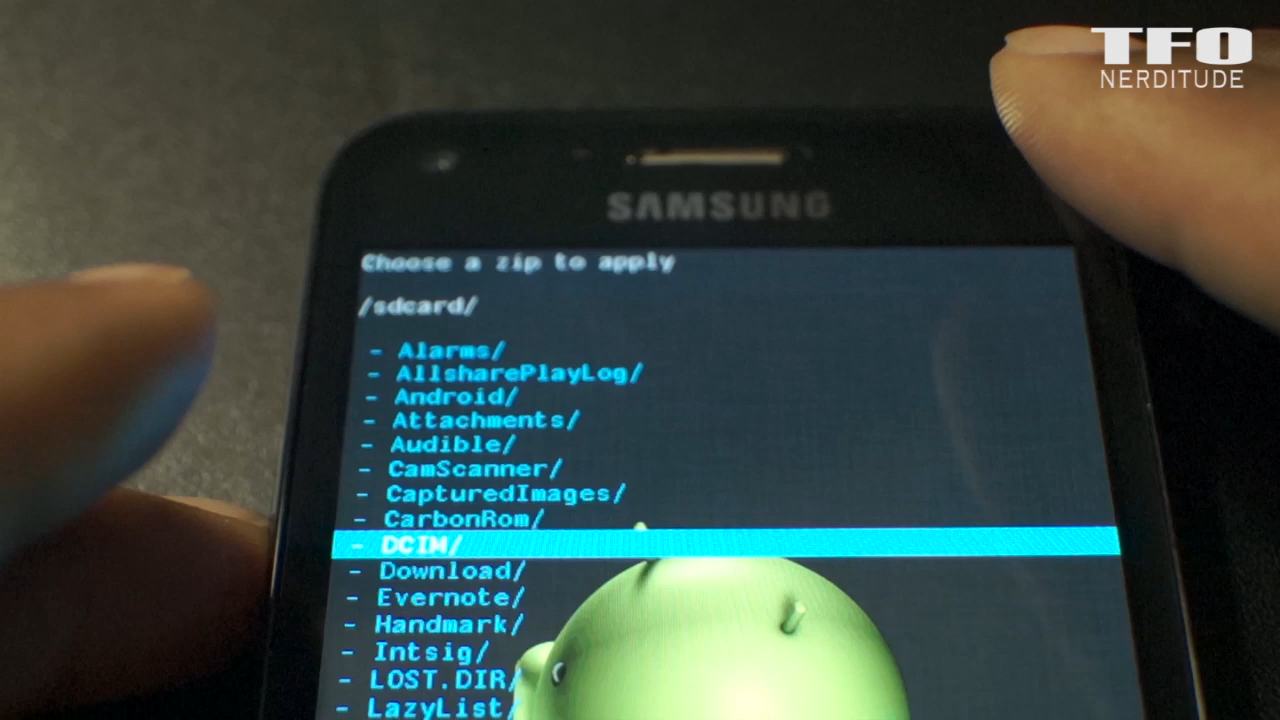 TFO
NERDITUDE
SAMSUNG
Choose a zip to apply
/sdcard/
- Alarms/
- AllsharePlayLog/
- Android/
- Attachments/
- Audible/
- CamScanner/
- CapturedImages/
- CarbonRom/
- DCIM/
- Download/
- Evernote/
- Handmark/
- Intsig/
- LOST.DIR/
- LazyList/